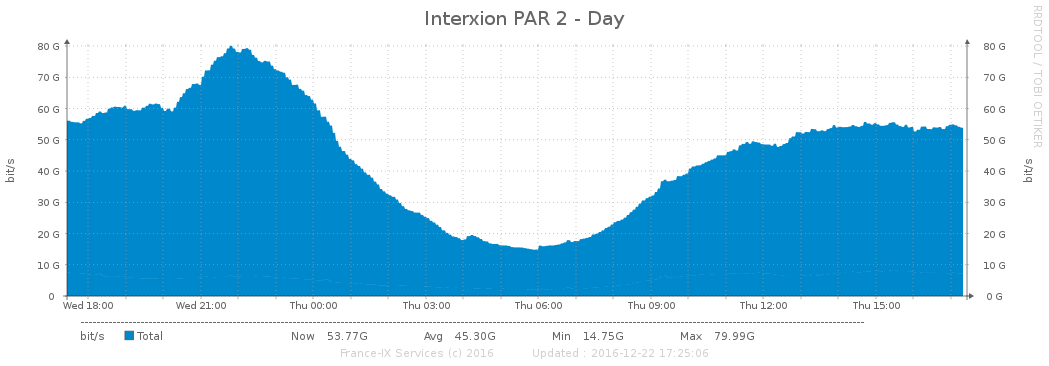 Interxion PAR 2 - Day
RRDTOOL / TOBI OETIKER
80 G 80 G
70 G 70 G
60 G 60 G
50 G 50 G
40 G 40 G
30 G 30 G
20 G 20 G
10 G 10 G
0 0 G
bit/s
bit/s
Wed 18:00 Wed 21:00 Thu 00:00 Thu 03:00 Thu 06:00 Thu 09:00 Thu 12:00 Thu 15:00
bit/s Total Now 53.77G Avg 45.30G Min 14.75G Max 79.99G
France-IX Services (c) 2016 Updated : 2016-12-22 17:25:06